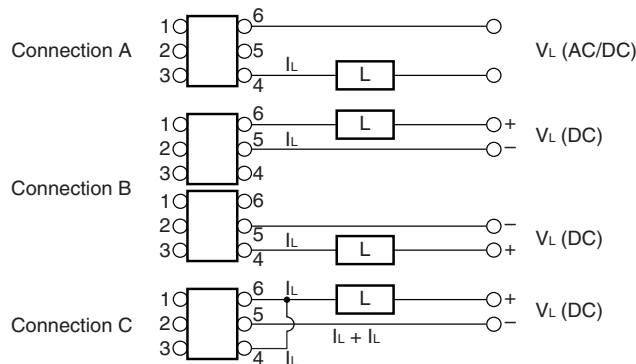 Connection A
1 6
2 5
3 4
IL L
VL (AC/DC)
Connection B
1 6 L + VL (DC)
2 5 IL −
3 4
1 6
2 5 − VL (DC)
3 4 IL L +
Connection C
1 6 IL L + VL (DC)
2 5 IL + IL −
3 4 IL